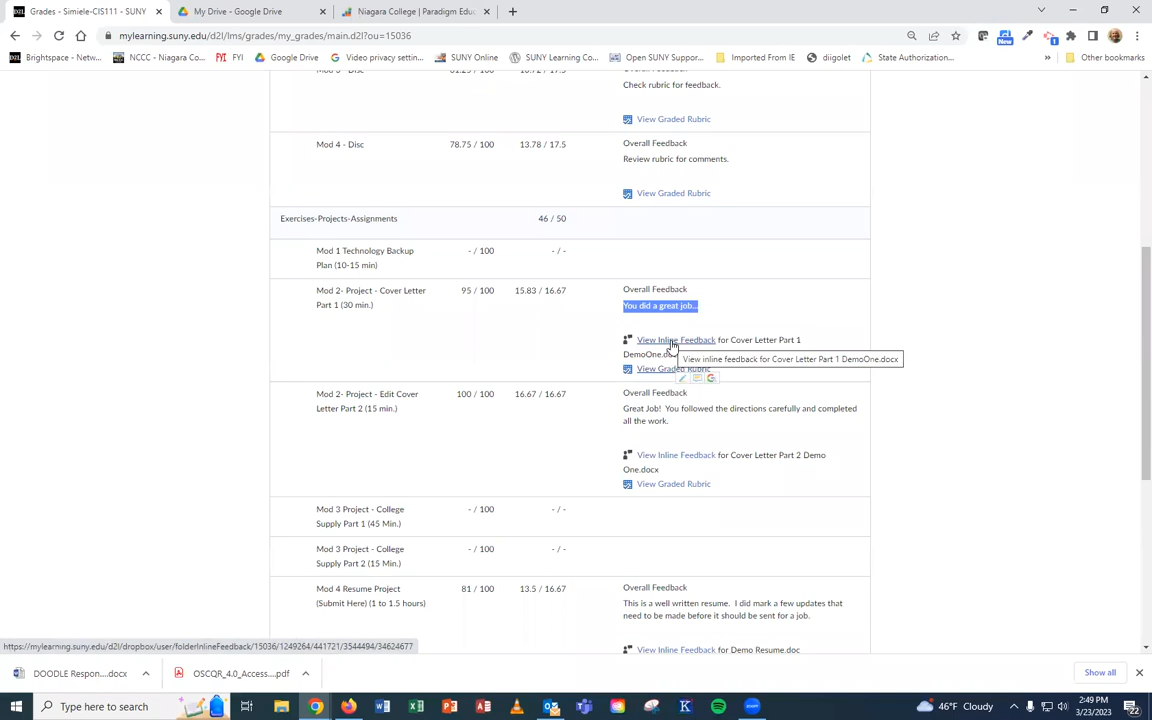 Grades - Simiele-CIS111 - SUNY
My Drive - Google Drive
Niagara College | Paradigm Educ
mylearning.suny.edu/d2l/lms/grades/my_grades/main.d2l?ou=15036
New
1
Brightspace - Netw...
NCCC - Niagara Co...
FYI
Google Drive
Video privacy settin...
SUNY Online
SUNY Learning Co...
Open SUNY Suppor...
Imported From IE
diigolet
State Authorization...
»
Other bookmarks
Check rubric for feedback.
View Graded Rubric
Mod 4 - Disc
78.75 / 100
13.78 / 17.5
Overall Feedback
Review rubric for comments.
View Graded Rubric
Exercises-Projects-Assignments
46 / 50
Mod 1 Technology Backup
Plan (10-15 min)
- / 100
- / -
Mod 2- Project - Cover Letter
Part 1 (30 min.)
95 / 100
15.83 / 16.67
Overall Feedback
You did a great job...
View Inline Feedback for Cover Letter Part 1
DemoOne.do
View inline feedback for Cover Letter Part 1 DemoOne.docx
View Graded Rubric
Mod 2- Project - Edit Cover
Letter Part 2 (15 min.)
100 / 100
16.67 / 16.67
Overall Feedback
Great Job! You followed the directions carefully and completed
all the work.
View Inline Feedback for Cover Letter Part 2 Demo
One.docx
View Graded Rubric
Mod 3 Project - College
Supply Part 1 (45 Min.)
- / 100
- / -
Mod 3 Project - College
Supply Part 2 (15 Min.)
- / 100
- / -
Mod 4 Resume Project
(Submit Here) (1 to 1.5 hours)
81 / 100
13.5 / 16.67
Overall Feedback
This is a well written resume. I did mark a few updates that
need to be made before it should be sent for a job.
View Inline Feedback for Demo Resume.doc
https://mylearning.suny.edu/d2l/dropbox/user/folderInlineFeedback/15036/1249264/441721/3544494/34624677
DOODLE Respon....docx
OSCQR_4.0_Access....pdf
Show all
Type here to search
46°F Cloudy
2:49 PM
3/23/2023
22